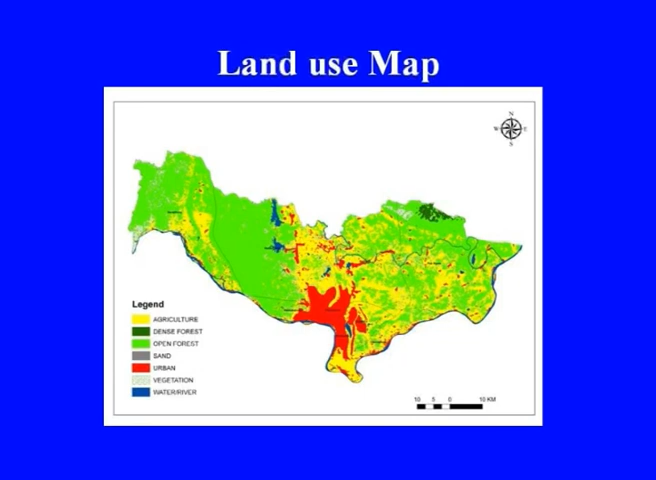 Land use Map
N
W E
S
Legend
AGRICULTURE
DENSE FOREST
OPEN FOREST
SAND
URBAN
VEGETATION
WATER/RIVER
10 5 0 10 KM